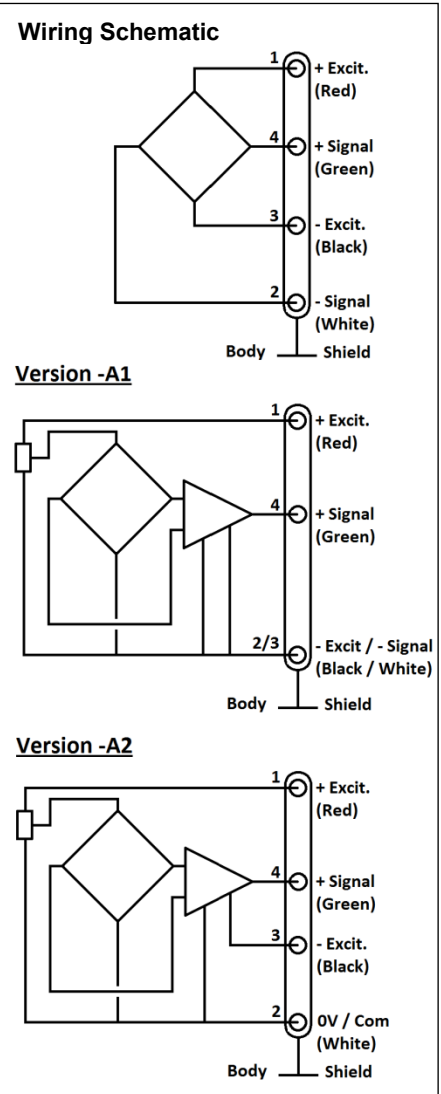 Wiring Schematic
1
+ Excit.
(Red)
4
+ Signal
(Green)
3
- Excit.
(Black)
2
- Signal
(White)
Body Shield
Version -A1
1
+ Excit.
(Red)
4
+ Signal
(Green)
2/3
- Excit / - Signal
(Black / White)
Body Shield
Version -A2
1
+ Excit.
(Red)
4
+ Signal
(Green)
3
- Excit.
(Black)
2
0V / Com
(White)
Body Shield